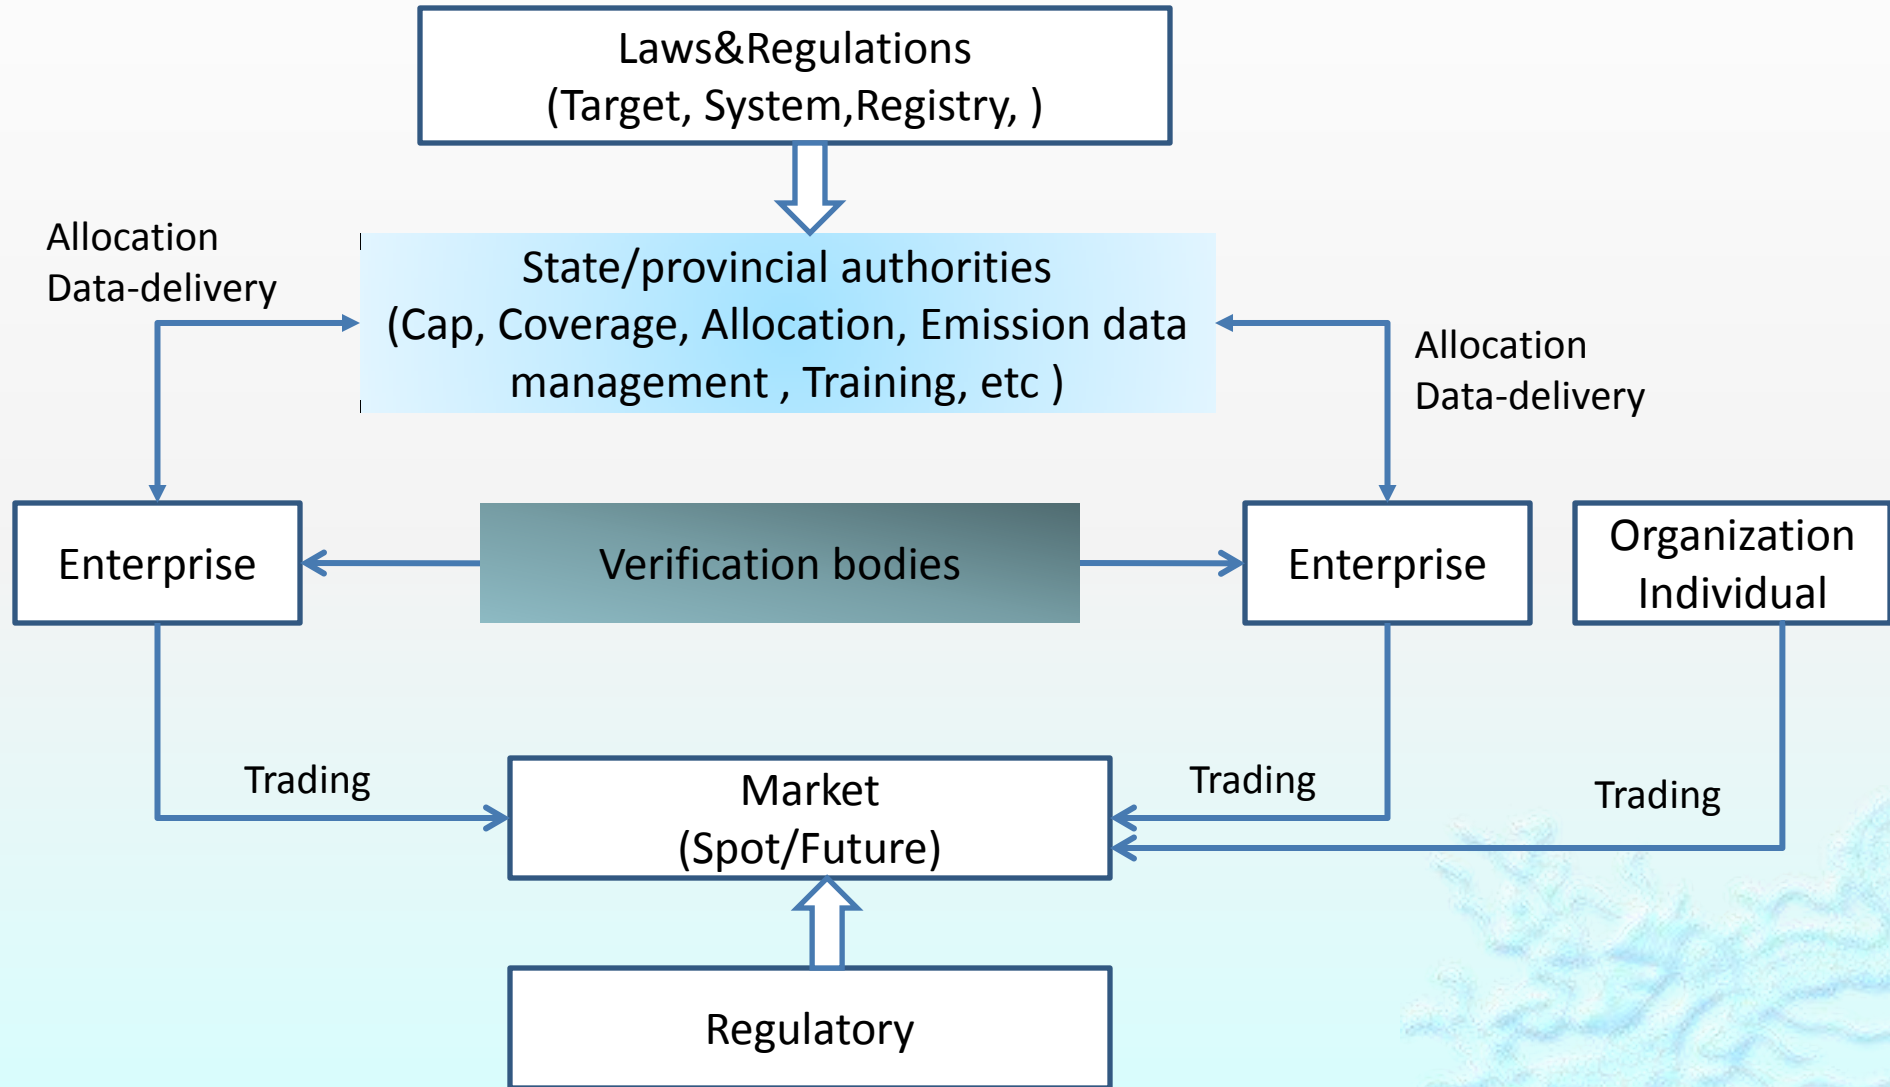 Laws&Regulations
(Target, System,Registry, )
Allocation
Data-delivery
State/provincial authorities
(Cap, Coverage, Allocation, Emission data
management , Training, etc )
Allocation
Data-delivery
Enterprise
Verification bodies
Enterprise
Organization
Individual
Trading
Market
(Spot/Future)
Trading
Trading
Regulatory